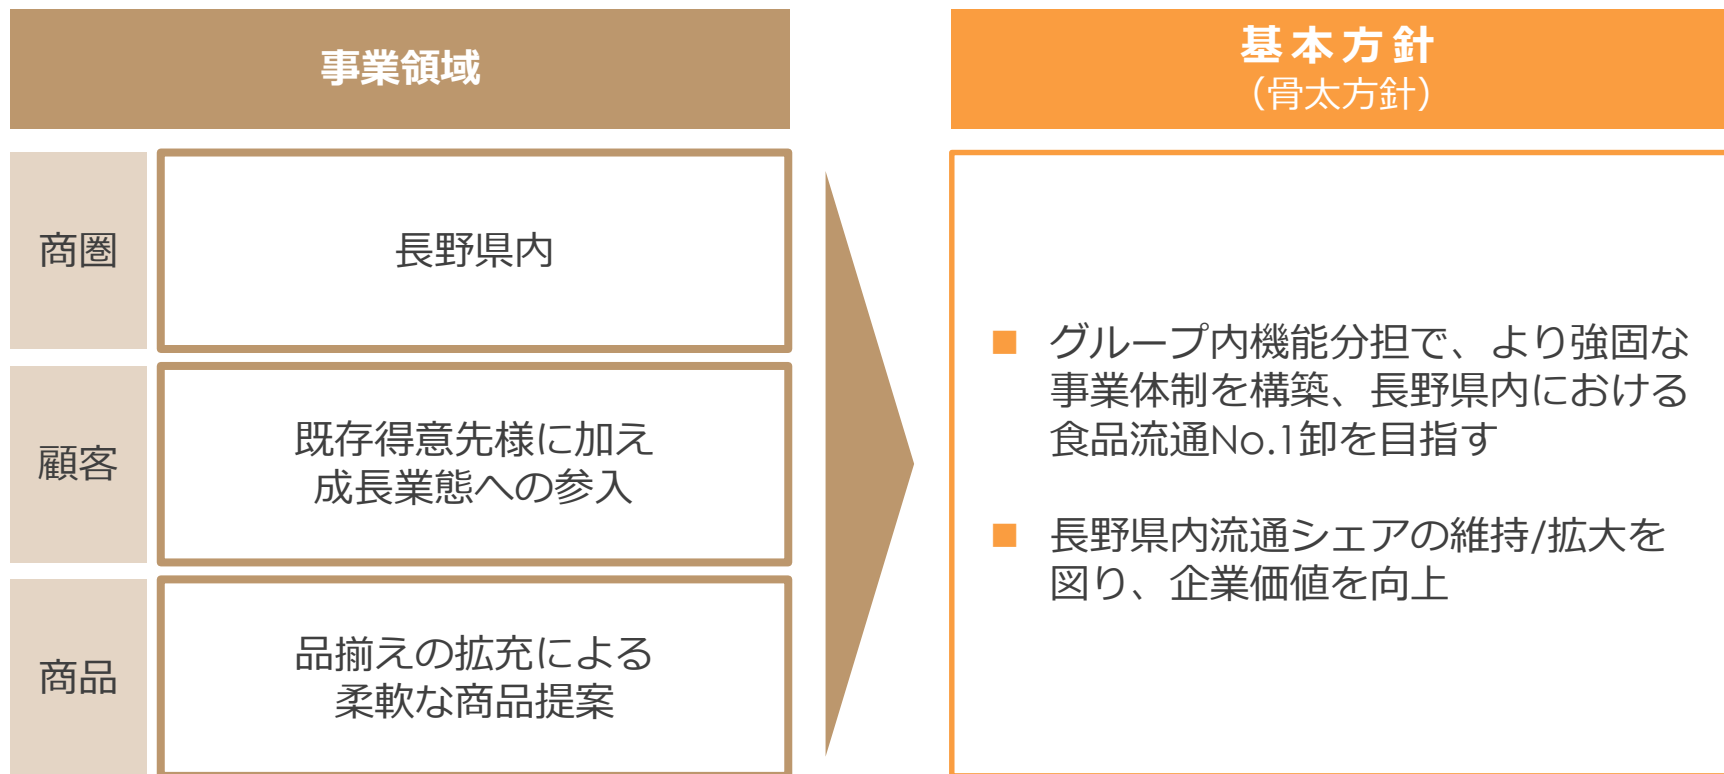 事業領域
商圏
長野県内
顧客
既存得意先様に加え
成長業態への参入
商品
品揃えの拡充による
柔軟な商品提案
基本方針
（骨太方針）
■ グループ内機能分担で、より強固な
事業体制を構築、長野県内における
食品流通No.1卸を目指す
■ 長野県内流通シェアの維持/拡大を
図り、企業価値を向上